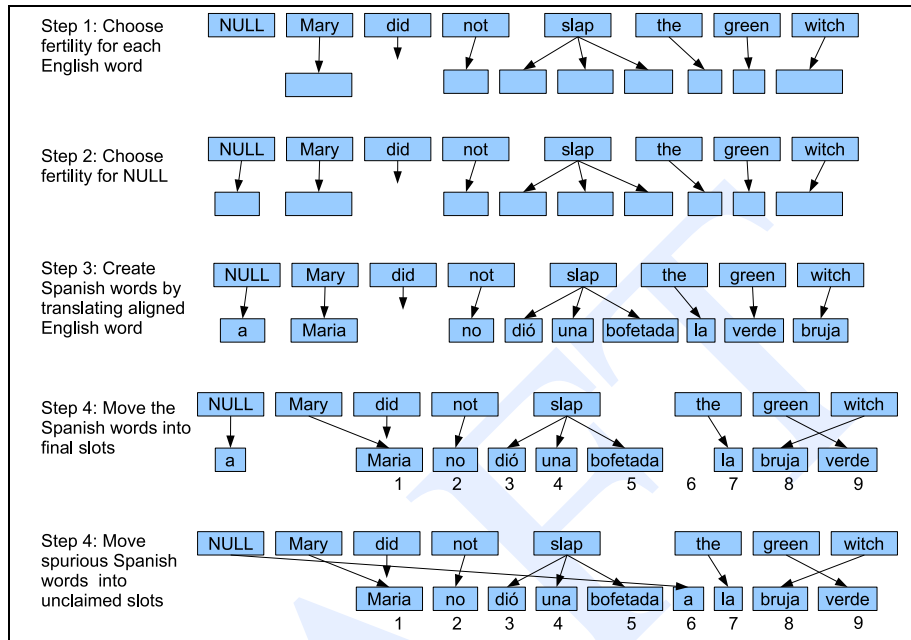 Step 1: Choose
fertility for each
English word
NULL Mary did not slap the green witch
Step 2: Choose
fertility for NULL
NULL Mary did not slap the green witch
Step 3: Create
Spanish words by
translating aligned
English word
NULL Mary did not slap the green witch
a Maria no dió una bofetada la verde bruja
Step 4: Move the
Spanish words into
final slots
NULL Mary did not slap the green witch
a Maria no dió una bofetada la bruja verde
1 2 3 4 5 6 7 8 9
Step 4: Move
spurious Spanish
words into
unclaimed slots
NULL Mary did not slap the green witch
Maria no dió una bofetada a la bruja verde
1 2 3 4 5 6 7 8 9